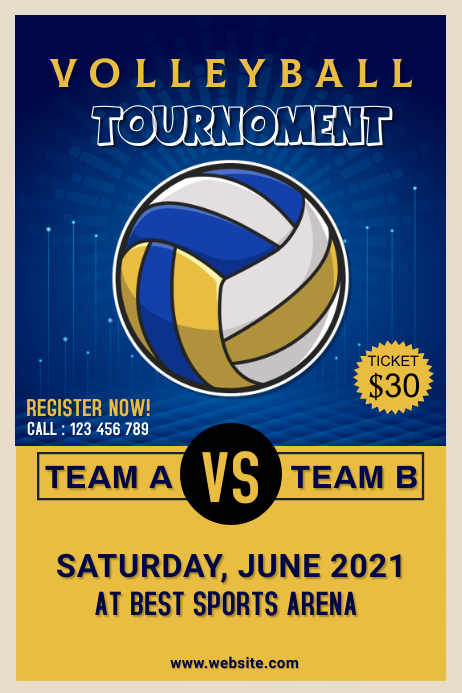 VOLLEYBALL
TOURNOMENT
TICKET
$30
REGISTER NOW!
CALL : 123 456 789
TEAM A VS TEAM B
SATURDAY, JUNE 2021
AT BEST SPORTS ARENA
www.website.com